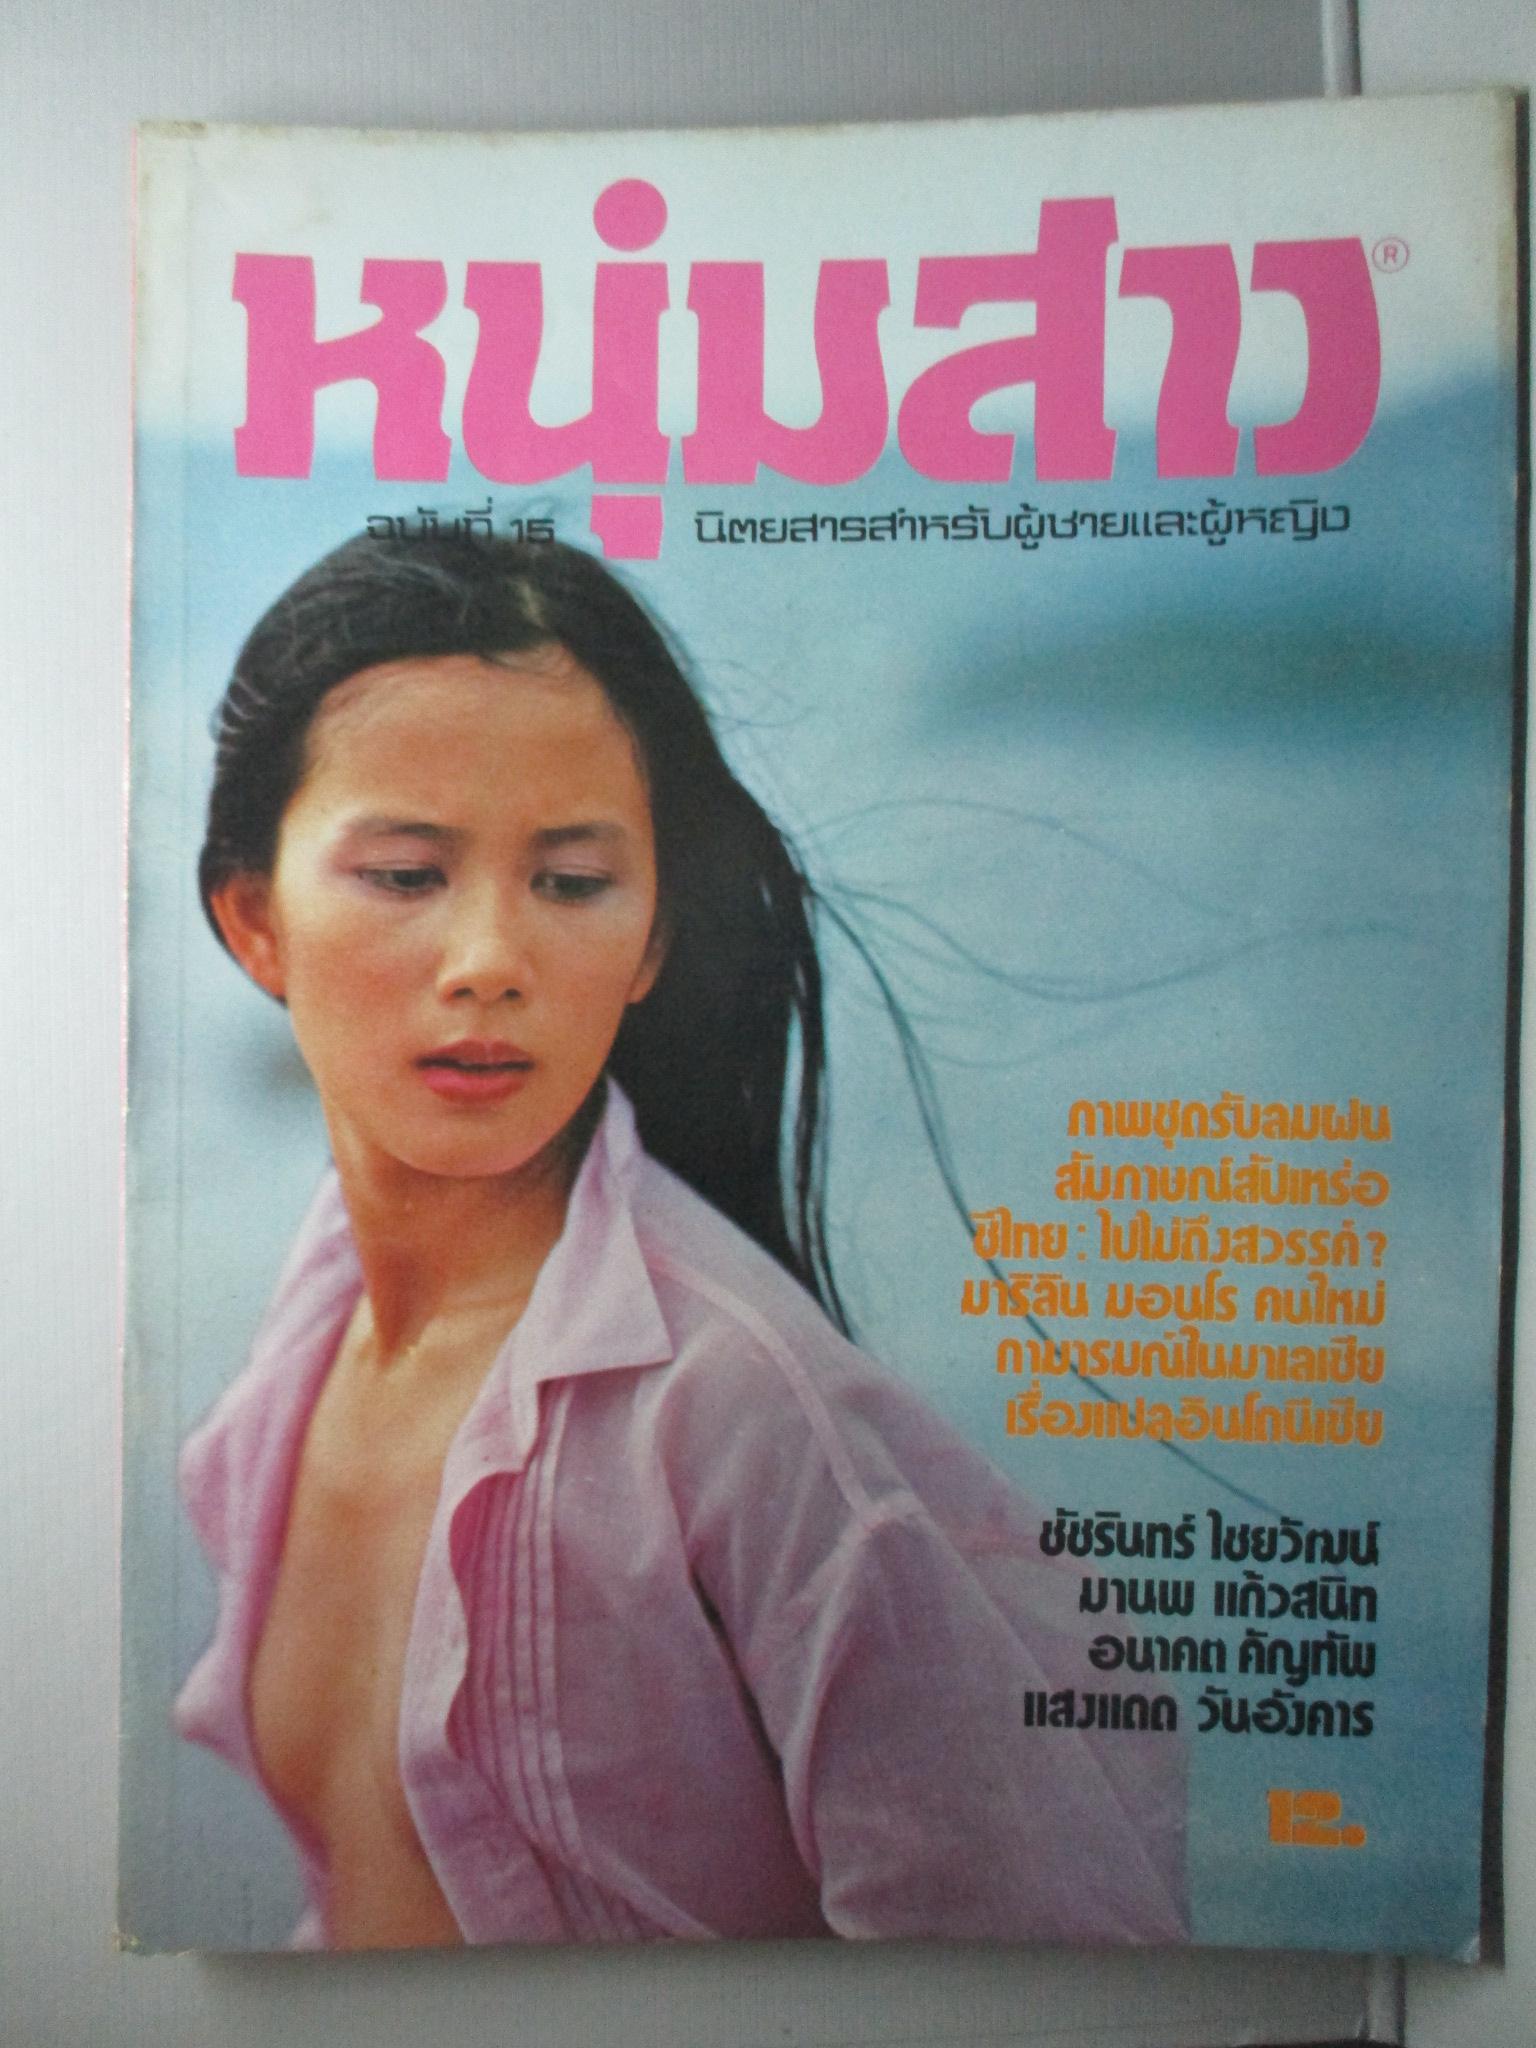 หนุ่มสาว ®
ฉบับที่ 15
นิตยสารสำหรับผู้ชายและผู้หญิง
ภาพชุดรับลมฝน
สัมภาษณ์สัปเหร่อ
ชีไทย : ไปไม่ถึงสวรรค์ ?
มาริลีน มอนโร คนใหม่
กามารมณ์ในมาเลเซีย
เรื่องแปลอินโดนิเซีย
ชัชรินทร์ ไชยวัฒน์
มานพ แก้วสนิท
อนาคต คัญทัพ
แสงแดด วันอังคาร
12.